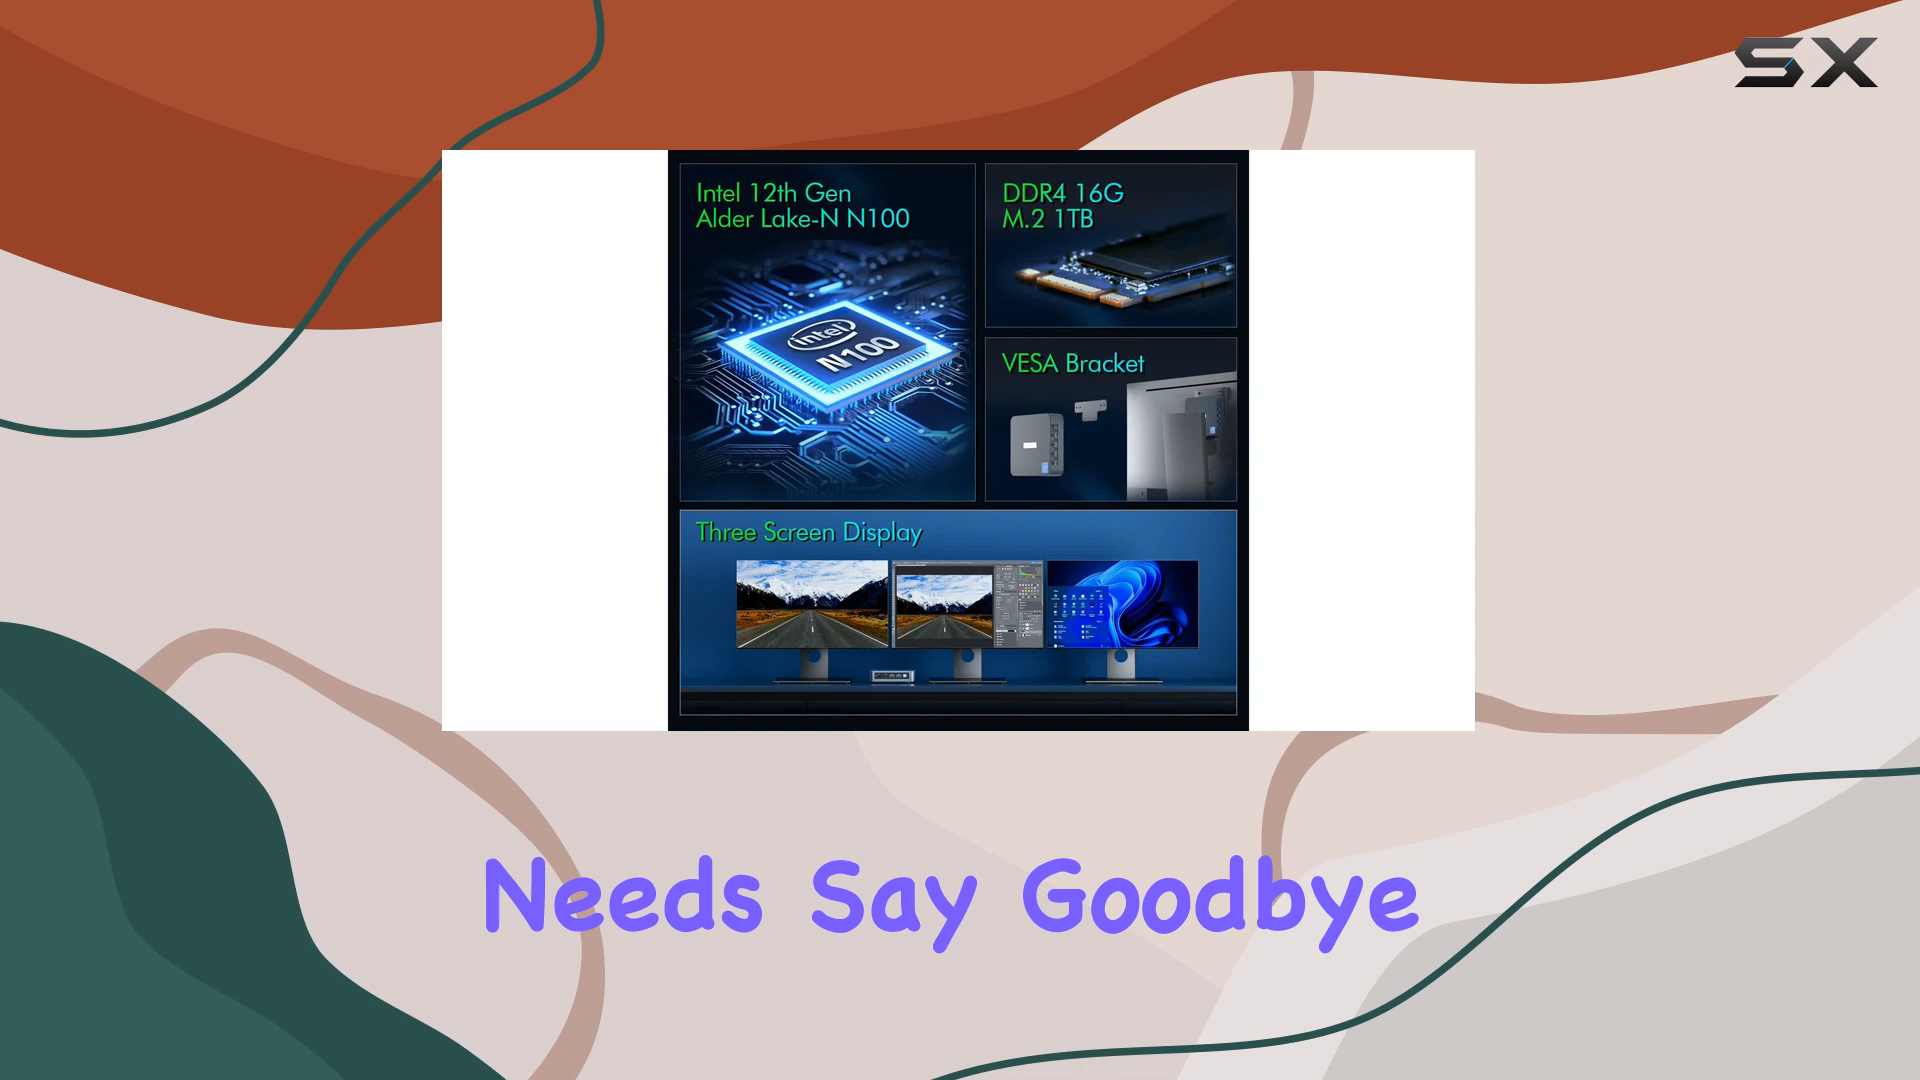 SX
Intel 12th Gen
Alder Lake-N N100
intel
N100
DDR4 16G
M.2 1TB
VESA Bracket
Three Screen Display
Needs Say Goodbye